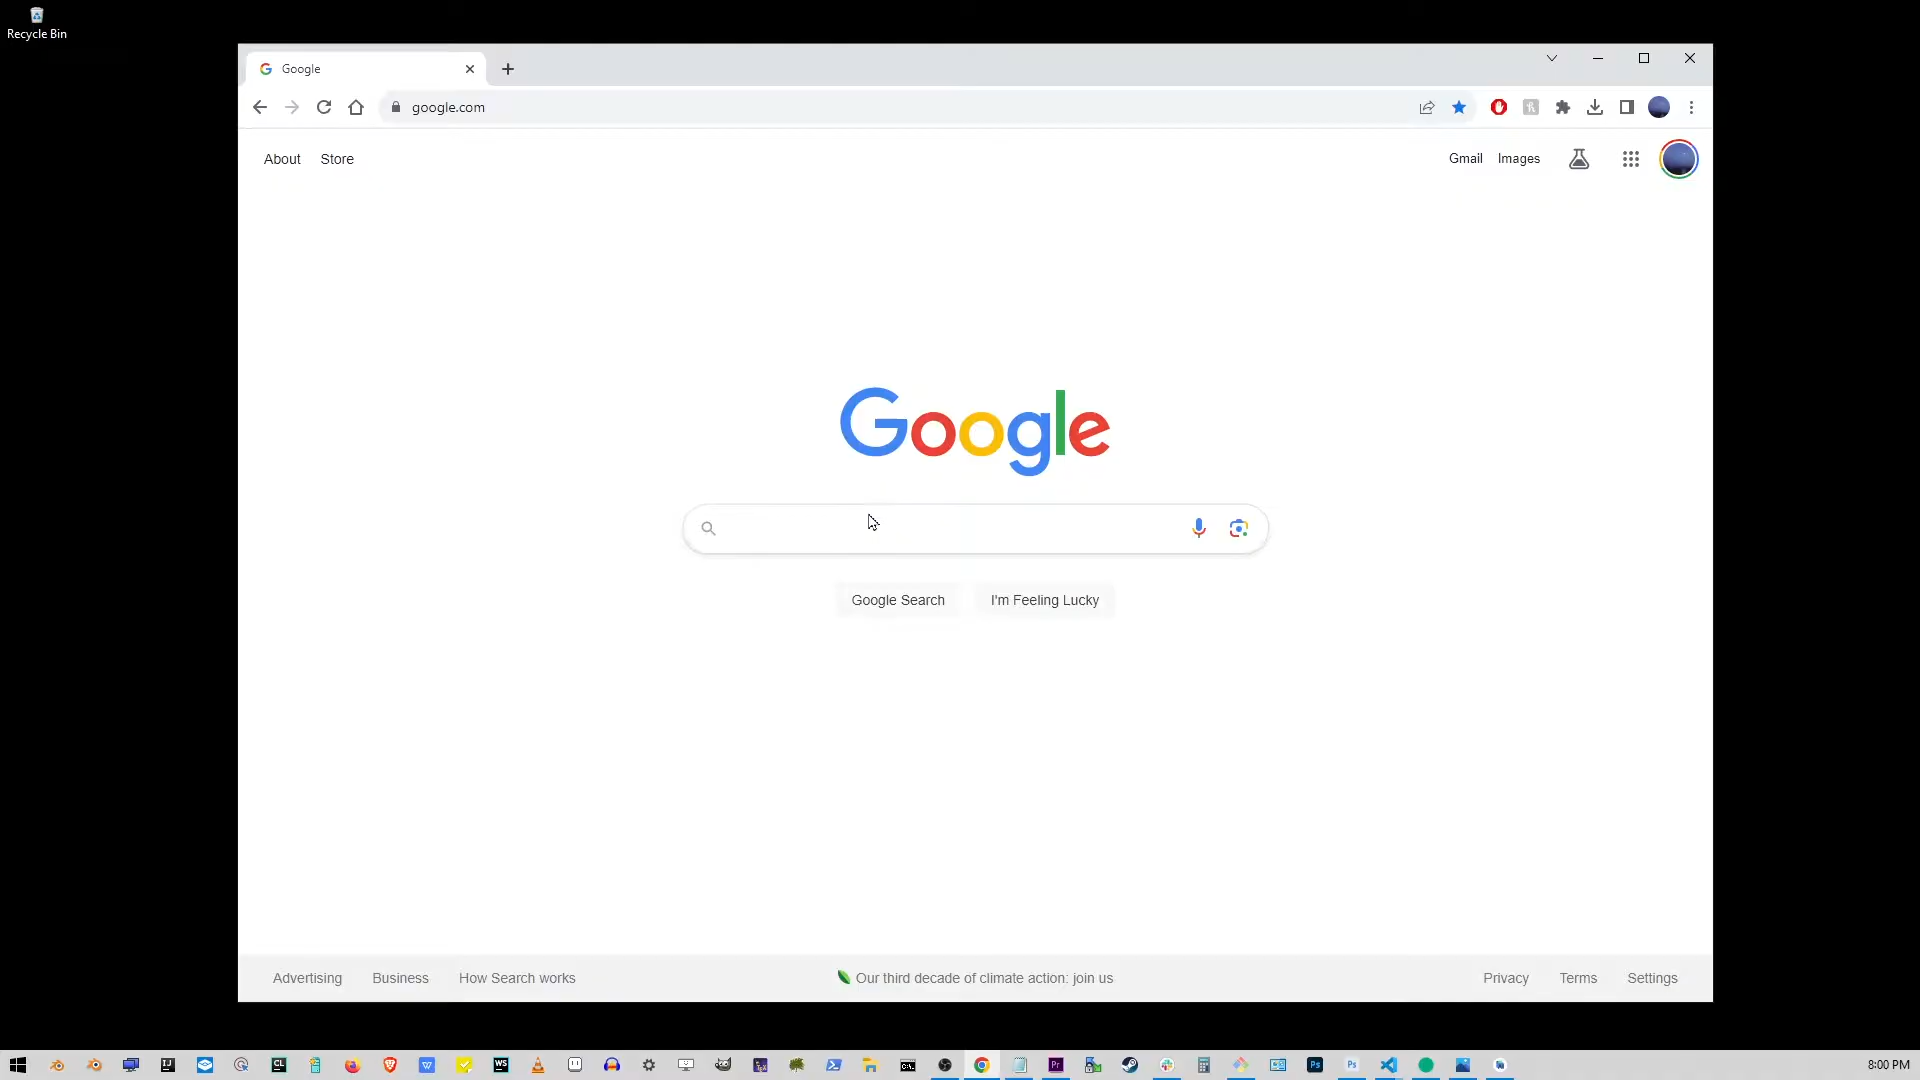 Recycle Bin
Google
google.com
About Store
Gmail Images
Google
Google Search I'm Feeling Lucky
Advertising Business How Search works
Our third decade of climate action: join us
Privacy Terms Settings
8:00 PM